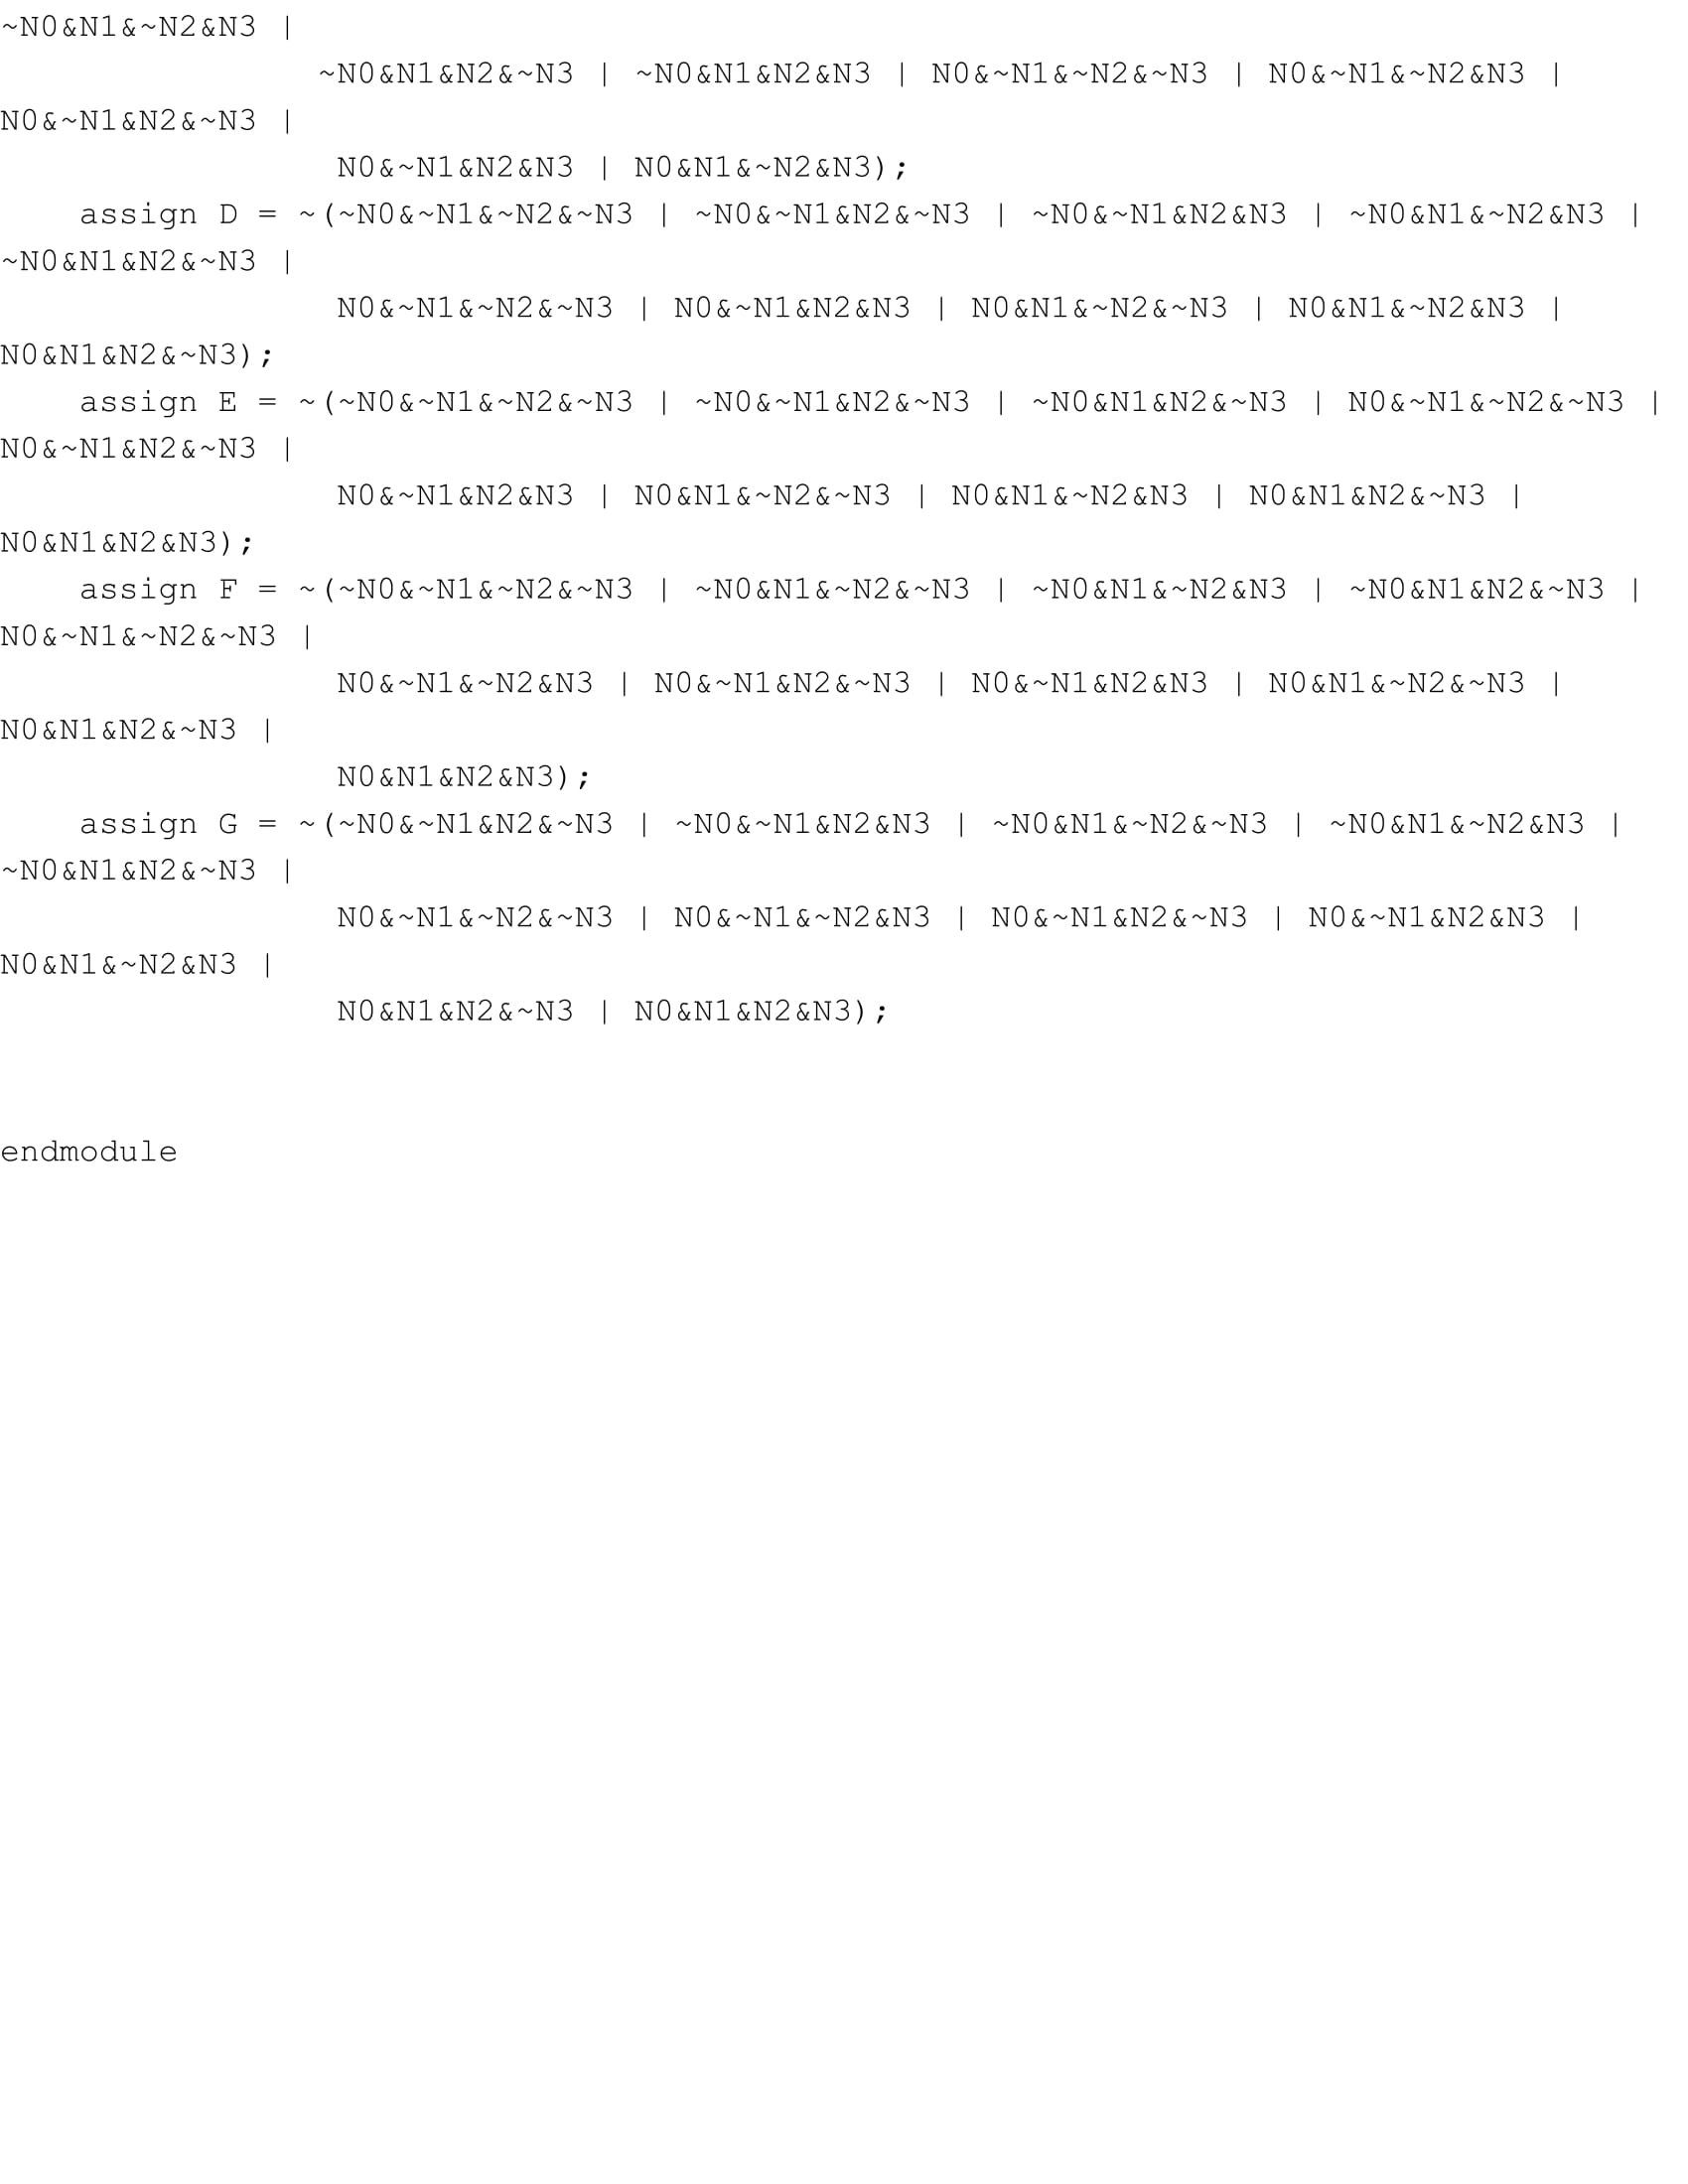 ~N0&N1&~N2&N3 |
~N0&N1&N2&~N3 | ~N0&N1&N2&N3 | N0&~N1&~N2&~N3 | N0&~N1&~N2&N3 |
N0&~N1&N2&~N3 |
N0&~N1&N2&N3 | N0&N1&~N2&N3);
assign D = ~(~N0&~N1&~N2&~N3 | ~N0&~N1&N2&~N3 | ~N0&~N1&N2&N3 | ~N0&N1&~N2&N3 |
~N0&N1&N2&~N3 |
N0&~N1&~N2&~N3 | N0&~N1&N2&N3 | N0&N1&~N2&~N3 | N0&N1&~N2&N3 |
N0&N1&N2&~N3);
assign E = ~(~N0&~N1&~N2&~N3 | ~N0&~N1&N2&~N3 | ~N0&N1&N2&~N3 | N0&~N1&~N2&~N3 |
N0&~N1&N2&~N3 |
N0&~N1&N2&N3 | N0&N1&~N2&~N3 | N0&N1&~N2&N3 | N0&N1&N2&~N3 |
N0&N1&N2&N3);
assign F = ~(~N0&~N1&~N2&~N3 | ~N0&N1&~N2&~N3 | ~N0&N1&~N2&N3 | ~N0&N1&N2&~N3 |
N0&~N1&~N2&~N3 |
N0&~N1&~N2&N3 | N0&~N1&N2&~N3 | N0&~N1&N2&N3 | N0&N1&~N2&~N3 |
N0&N1&N2&~N3 |
N0&N1&N2&N3);
assign G = ~(~N0&~N1&N2&~N3 | ~N0&~N1&N2&N3 | ~N0&N1&~N2&~N3 | ~N0&N1&~N2&N3 |
~N0&N1&N2&~N3 |
N0&~N1&~N2&~N3 | N0&~N1&~N2&N3 | N0&~N1&N2&~N3 | N0&~N1&N2&N3 |
N0&N1&~N2&N3 |
N0&N1&N2&~N3 | N0&N1&N2&N3);
endmodule